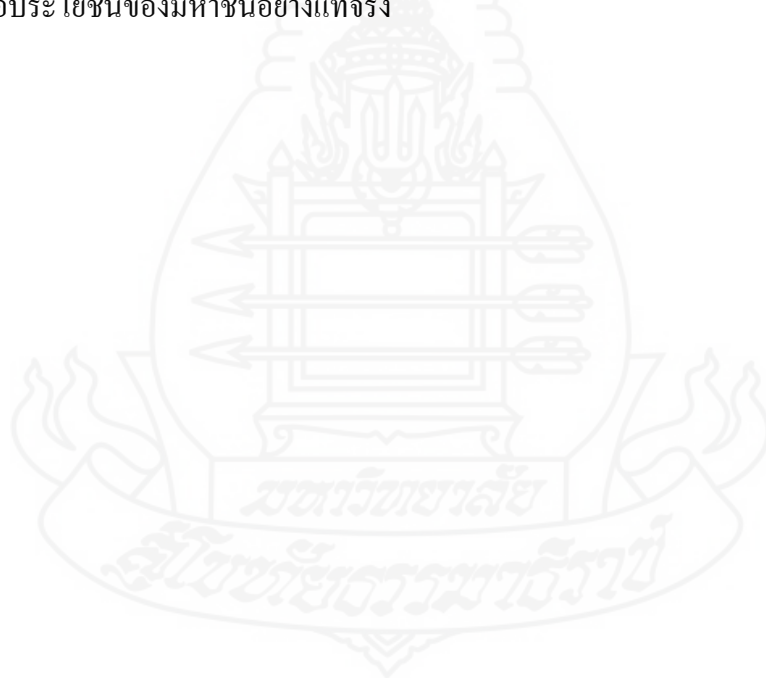 ประโยชน์ของมหาชนอย่างแท้จริง
มหาวิทยาลัย
สุโขทัยธรรมาธิราช